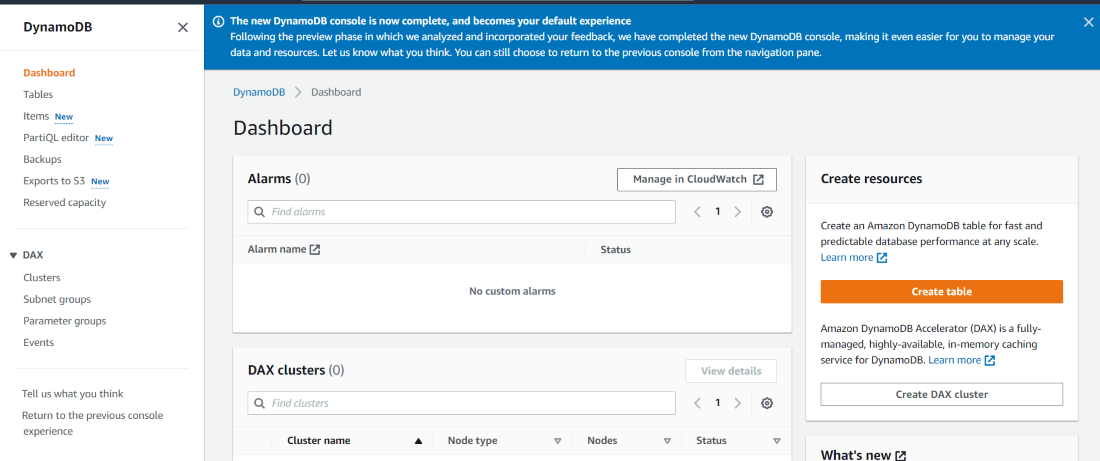 DynamoDB
Dashboard
Tables
Items New
PartiQL editor New
Backups
Exports to S3 New
Reserved capacity
DAX
Clusters
Subnet groups
Parameter groups
Events
Tell us what you think
Return to the previous console
experience
The new DynamoDB console is now complete, and becomes your default experience
Following the preview phase in which we analyzed and incorporated your feedback, we have completed the new DynamoDB console, making it even easier for you to manage your
data and resources. Let us know what you think. You can still choose to return to the previous console from the navigation pane.
DynamoDB > Dashboard
Dashboard
Alarms (0)
Manage in CloudWatch
Find alarms
1
Alarm name
Status
No custom alarms
DAX clusters (0)
View details
Find clusters
1
Cluster name
Node type
Nodes
Status
Create resources
Create an Amazon DynamoDB table for fast and
predictable database performance at any scale.
Learn more
Create table
Amazon DynamoDB Accelerator (DAX) is a fully-
managed, highly-available, in-memory caching
service for DynamoDB. Learn more
Create DAX cluster
What's new